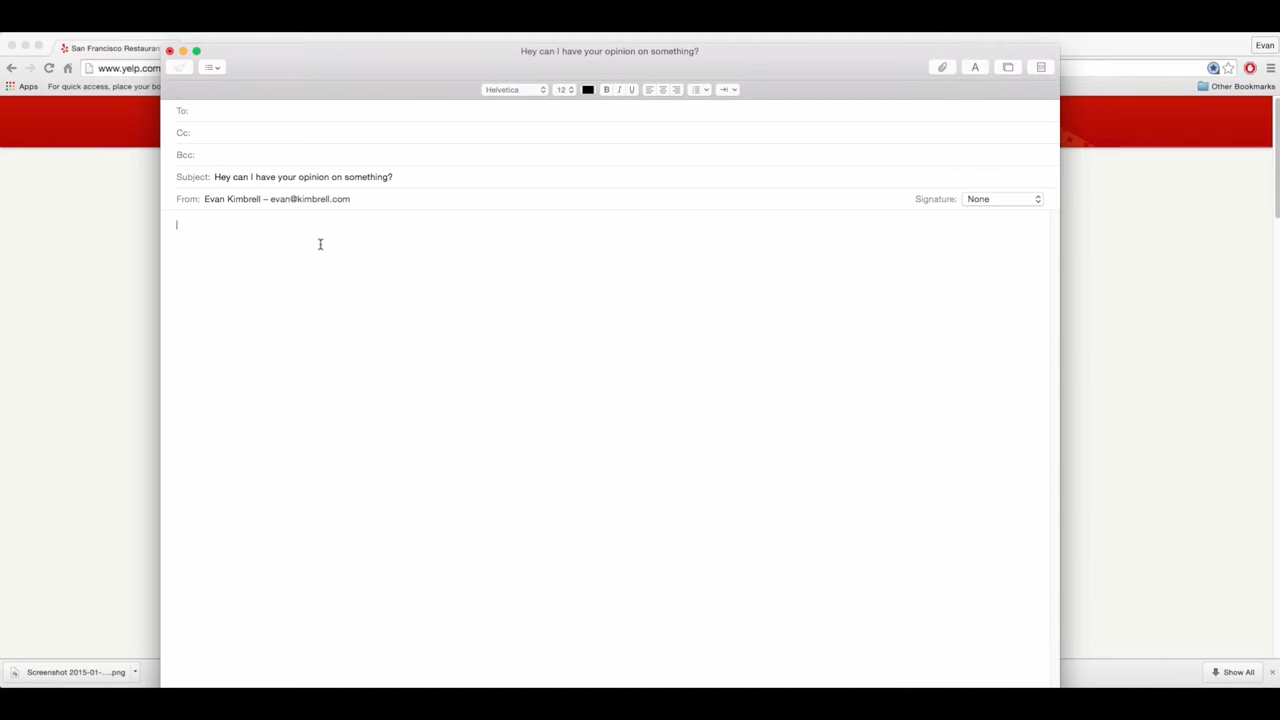 San Francisco Restauran
Hey can I have your opinion on something?
Evan
www.yelp.com
Apps
For quick access, place your bo
Other Bookmarks
Helvetica
12
B I U
To:
Cc:
Bcc:
Subject: Hey can I have your opinion on something?
From: Evan Kimbrell – evan@kimbrell.com
Signature: None
Screenshot 2015-01-....png
Show All